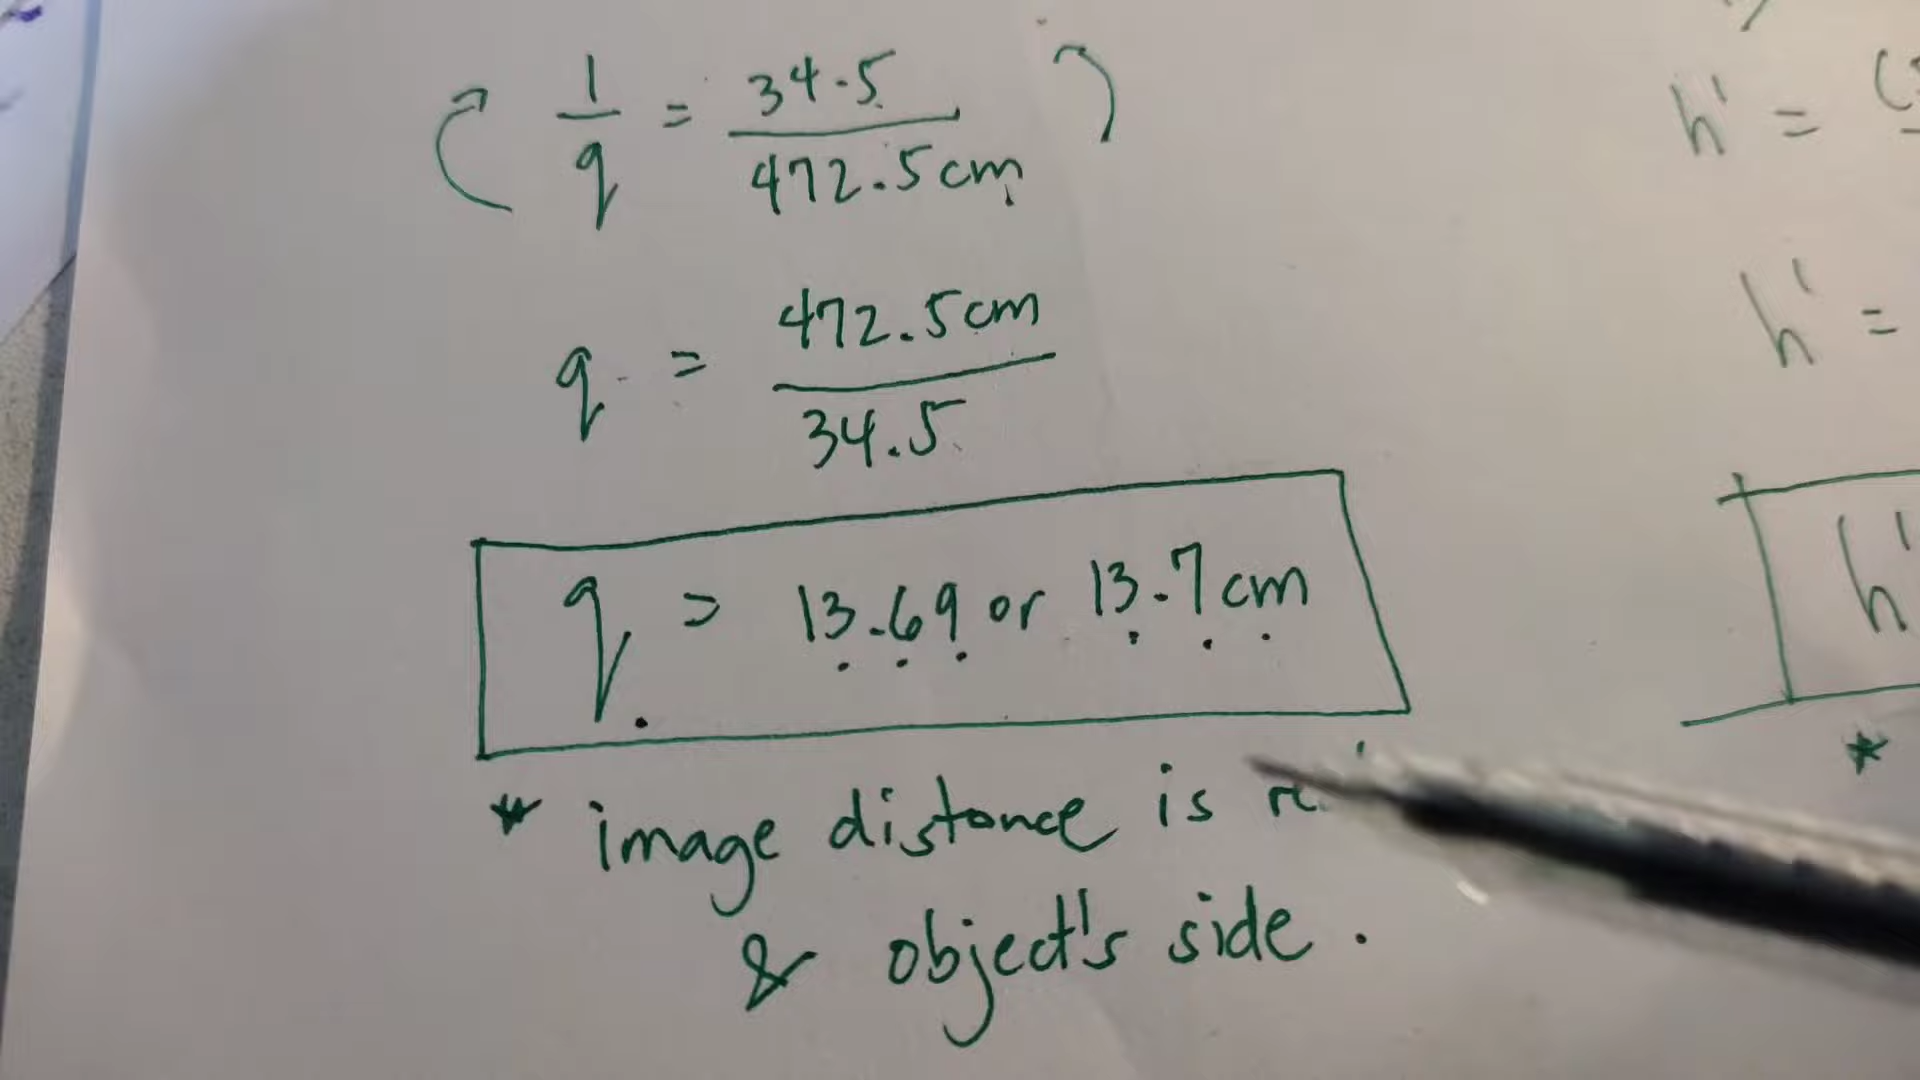 1/q = 34.5/472.5cm
q = 472.5cm/34.5
q = 13.69 or 13.7cm
* image distance is
& object's side.
h' =
h' =
h'
*